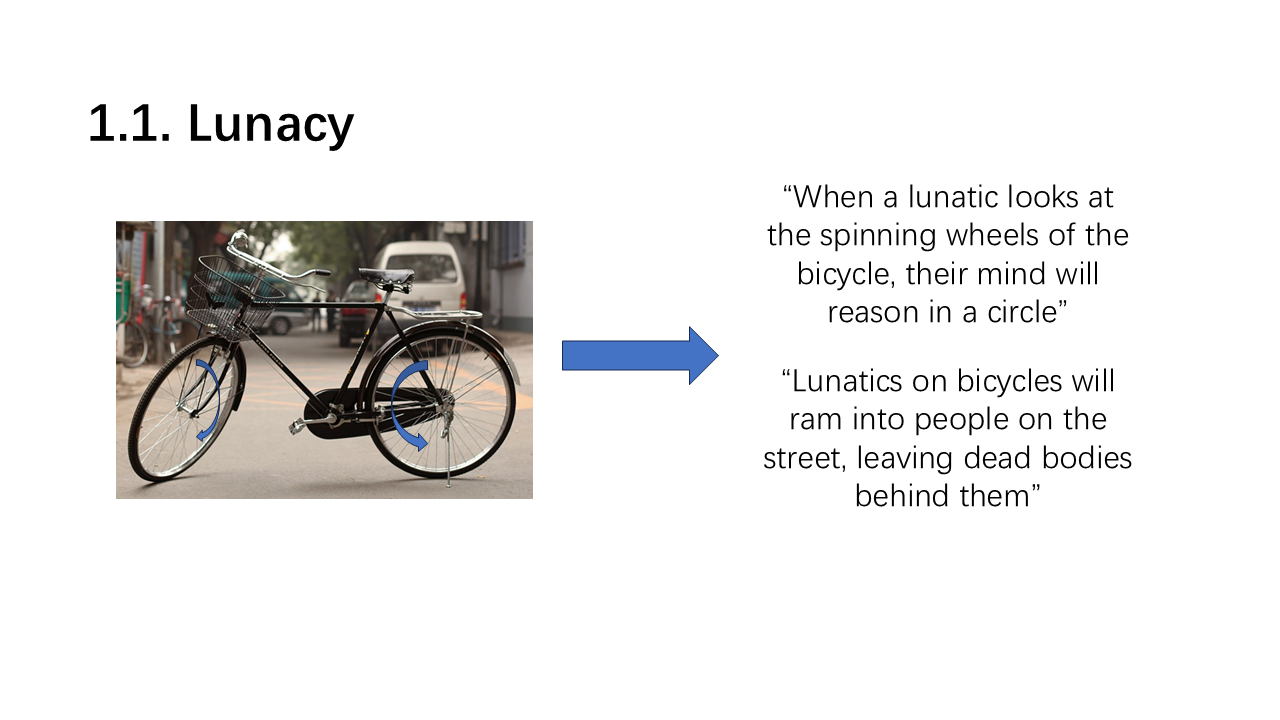 1.1. Lunacy
“When a lunatic looks at
the spinning wheels of the
bicycle, their mind will
reason in a circle”
“Lunatics on bicycles will
ram into people on the
street, leaving dead bodies
behind them”